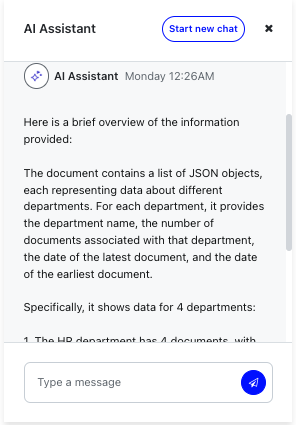 AI Assistant
Start new chat
AI Assistant Monday 12:26AM
Here is a brief overview of the information
provided:
The document contains a list of JSON objects,
each representing data about different
departments. For each department, it provides
the department name, the number of
documents associated with that department,
the date of the latest document, and the date
of the earliest document.
Specifically, it shows data for 4 departments:
1. The HR department has 4 documents, with
Type a message